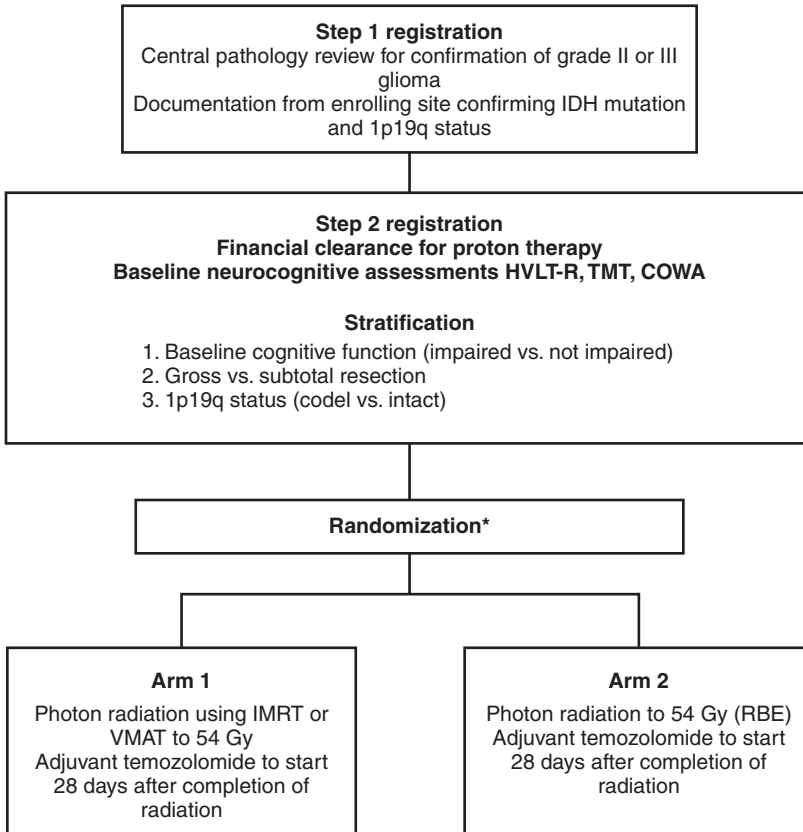 Step 1 registration
Central pathology review for confirmation of grade II or III
glioma
Documentation from enrolling site confirming IDH mutation
and 1p19q status
Step 2 registration
Financial clearance for proton therapy
Baseline neurocognitive assessments HVLT-R, TMT, COWA
Stratification
1. Baseline cognitive function (impaired vs. not impaired)
2. Gross vs. subtotal resection
3. 1p19q status (codel vs. intact)
Randomization*
Arm 1
Photon radiation using IMRT or
VMAT to 54 Gy
Adjuvant temozolomide to start
28 days after completion of
radiation
Arm 2
Photon radiation to 54 Gy (RBE)
Adjuvant temozolomide to start
28 days after completion of
radiation